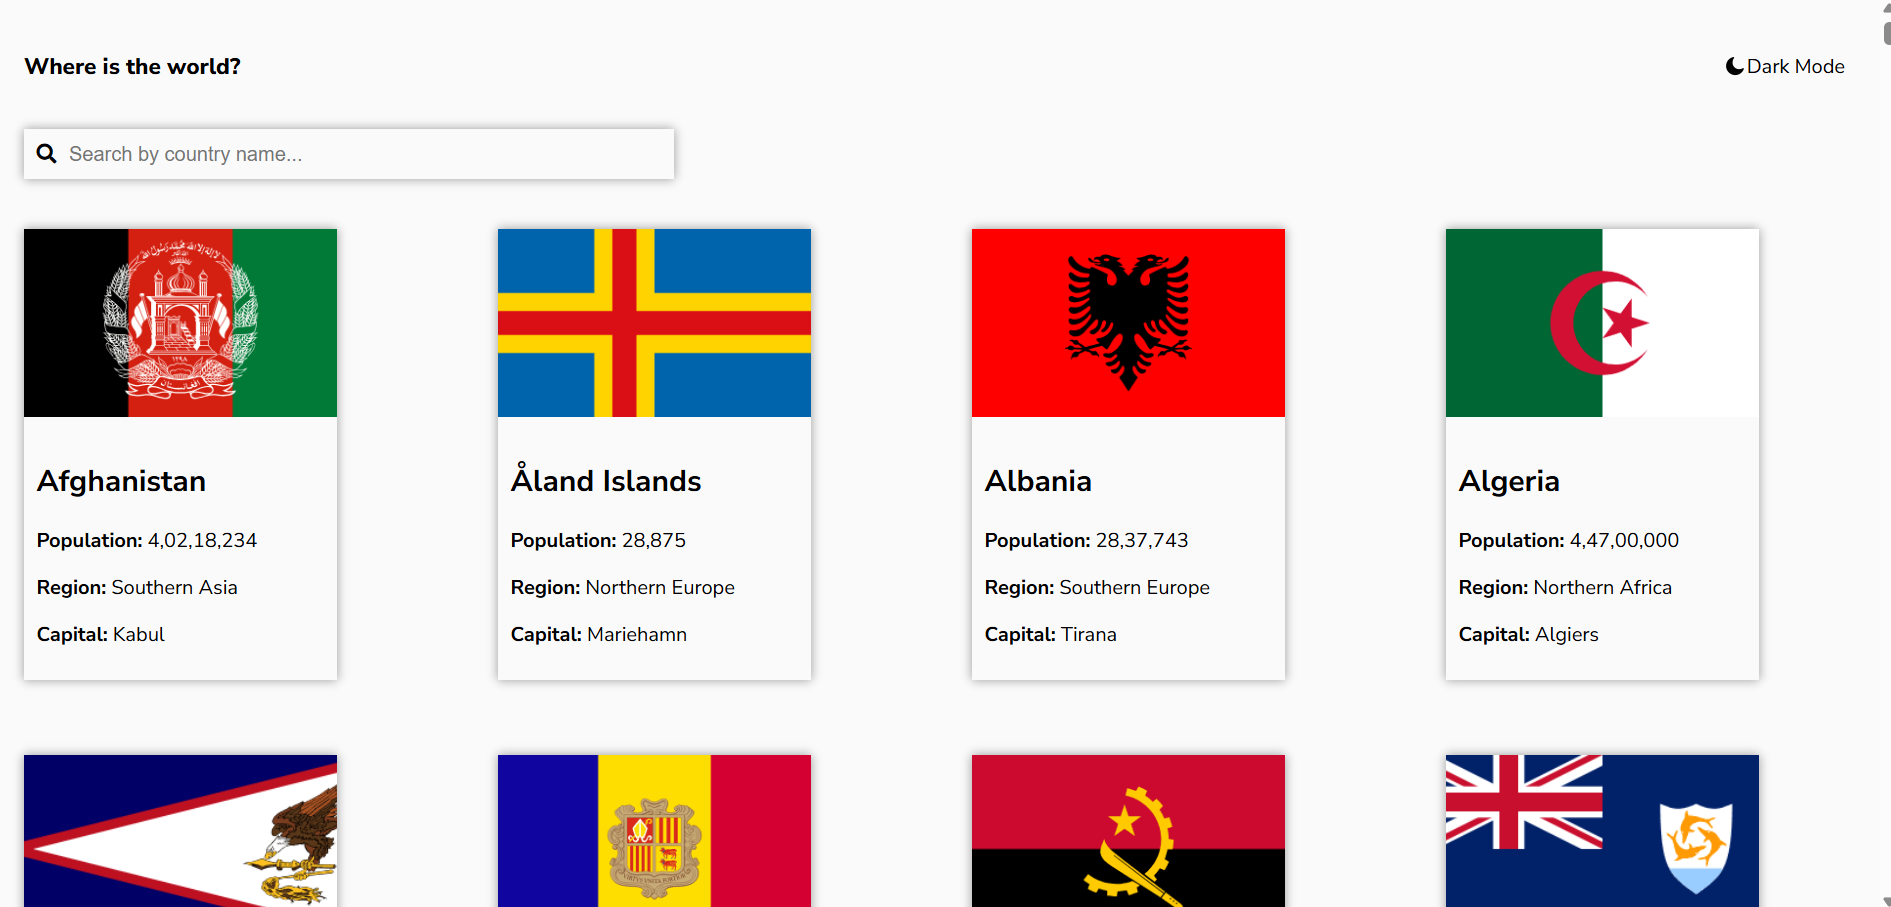 Where is the world?
Dark Mode
Search by country name...
Afghanistan
Population: 4,02,18,234
Region: Southern Asia
Capital: Kabul
Åland Islands
Population: 28,875
Region: Northern Europe
Capital: Mariehamn
Albania
Population: 28,37,743
Region: Southern Europe
Capital: Tirana
Algeria
Population: 4,47,00,000
Region: Northern Africa
Capital: Algiers